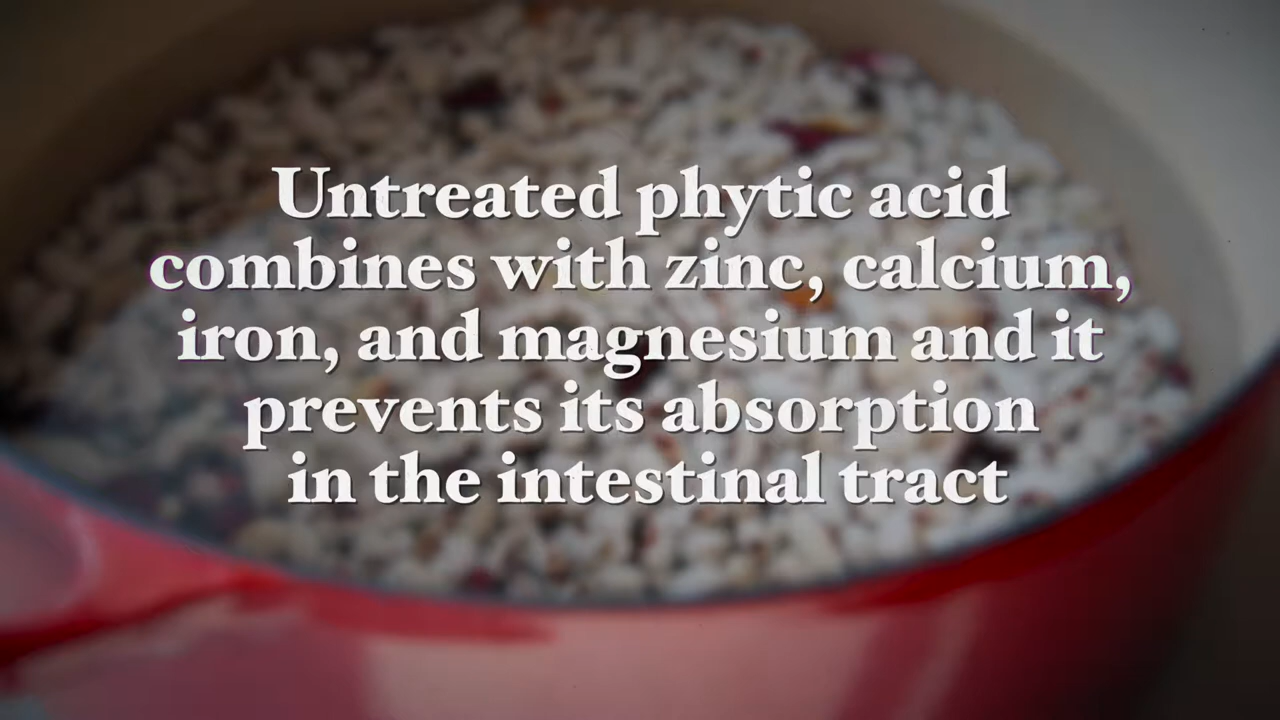 Untreated phytic acid
combines with zinc, calcium,
iron, and magnesium and it
prevents its absorption
in the intestinal tract